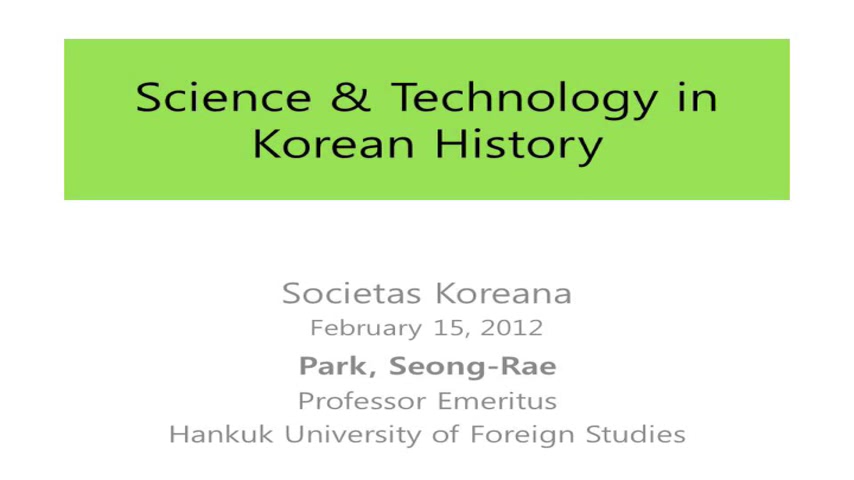 Science & Technology in
Korean History
Societas Koreana
February 15, 2012
Park, Seong-Rae
Professor Emeritus
Hankuk University of Foreign Studies